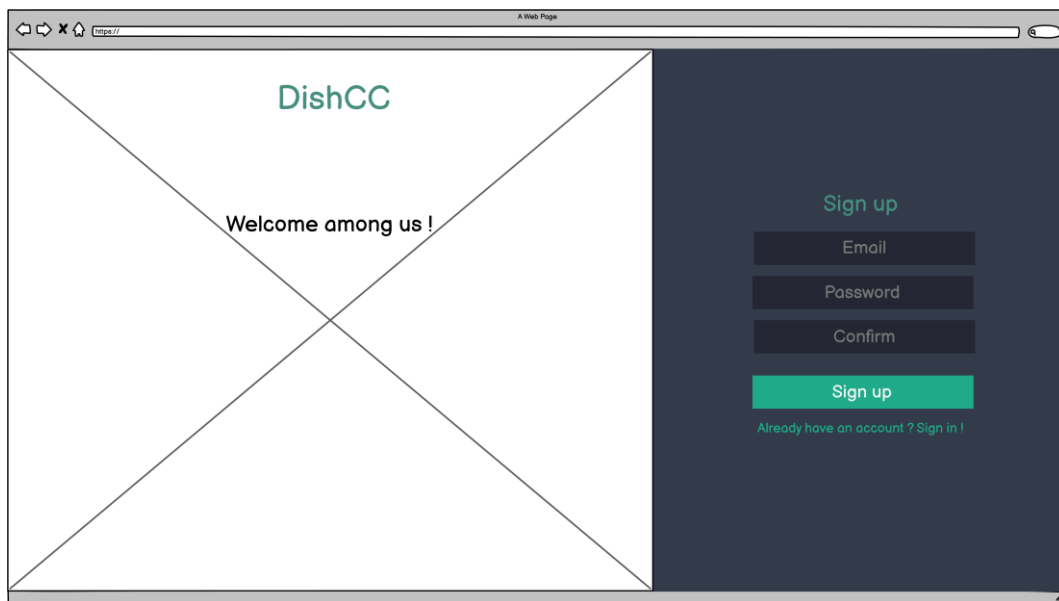 A Web Page
https://
DishCC
Welcome among us !
Sign up
Email
Password
Confirm
Sign up
Already have an account ? Sign in !